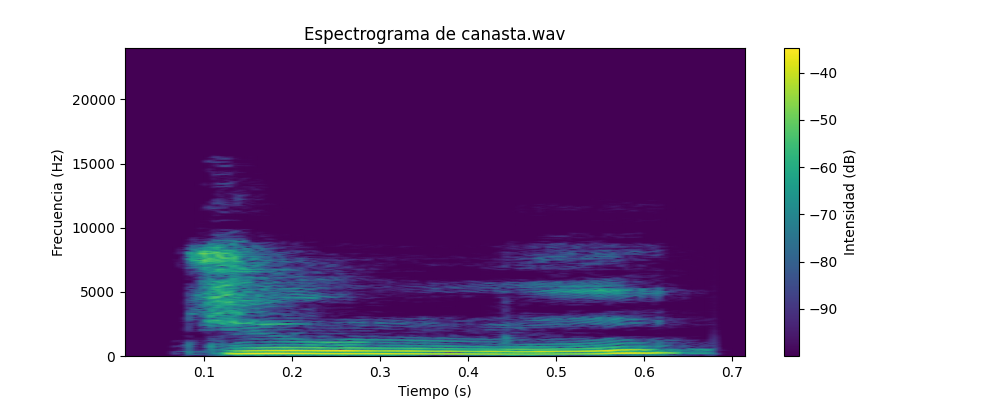 Espectrograma de canasta.wav
Frecuencia (Hz)
20000
15000
10000
5000
0
0.1 0.2 0.3 0.4 0.5 0.6 0.7
Tiempo (s)
−40
−50
−60
−70
−80
−90
Intensidad (dB)